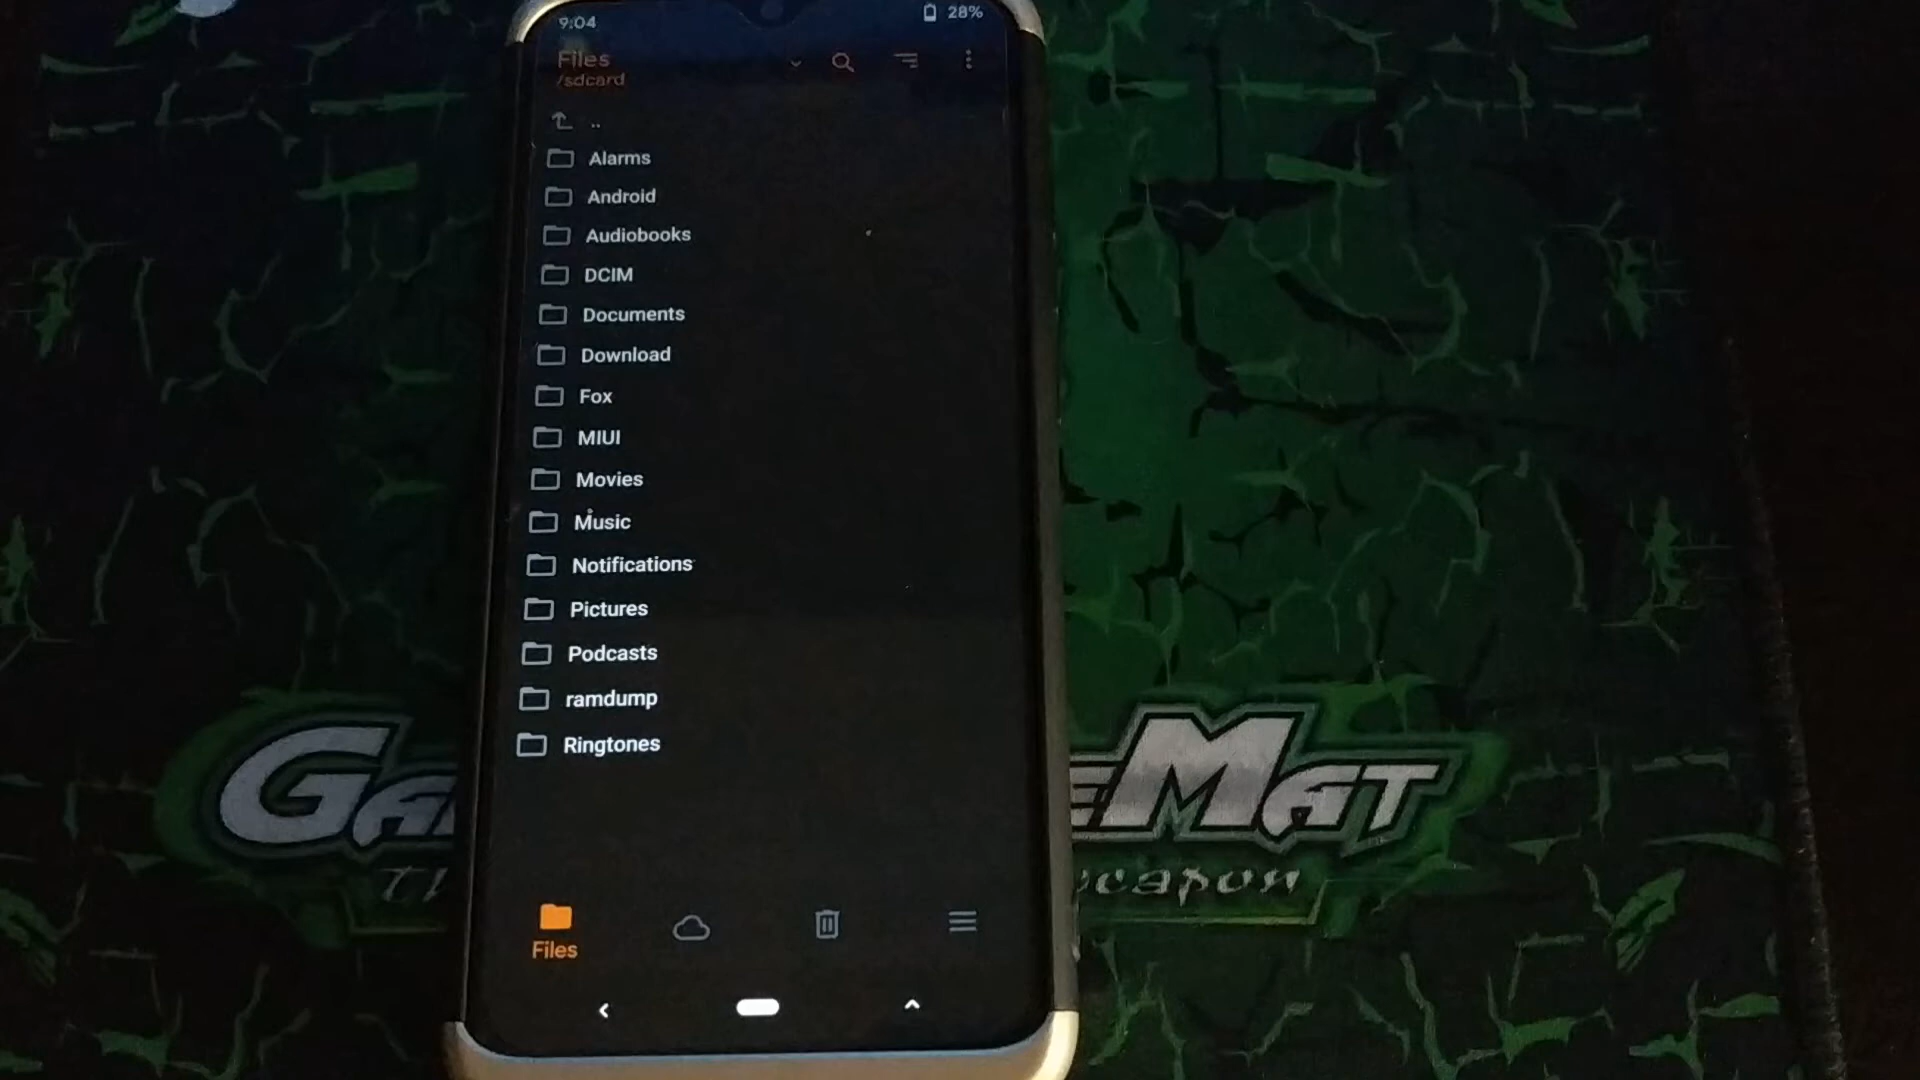 9:04
28%
Files
/sdcard
..
Alarms
Android
Audiobooks
DCIM
Documents
Download
Fox
MIUI
Movies
Music
Notifications
Pictures
Podcasts
ramdump
Ringtones
Files